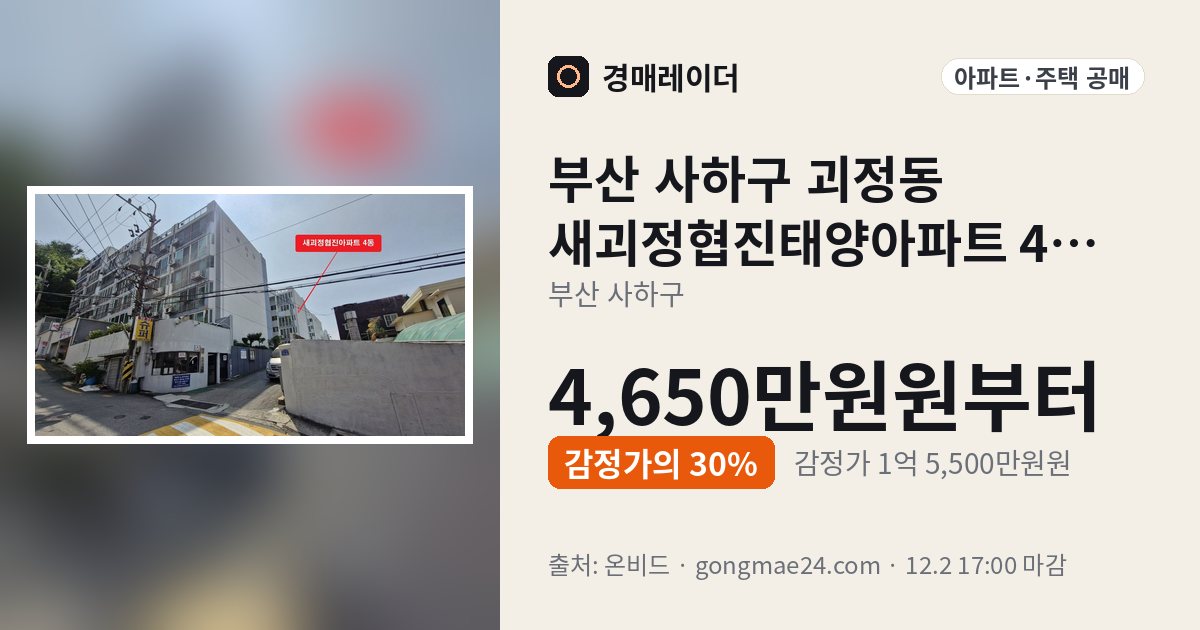 경매레이더
아파트·주택 공매
부산 사하구 괴정동
새괴정협진태양아파트 4…
부산 사하구
4,650만원원부터
감정가의 30%
감정가 1억 5,500만원원
출처: 온비드 · gongmae24.com · 12.2 17:00 마감
새괴정협진아파트 4동
슈퍼